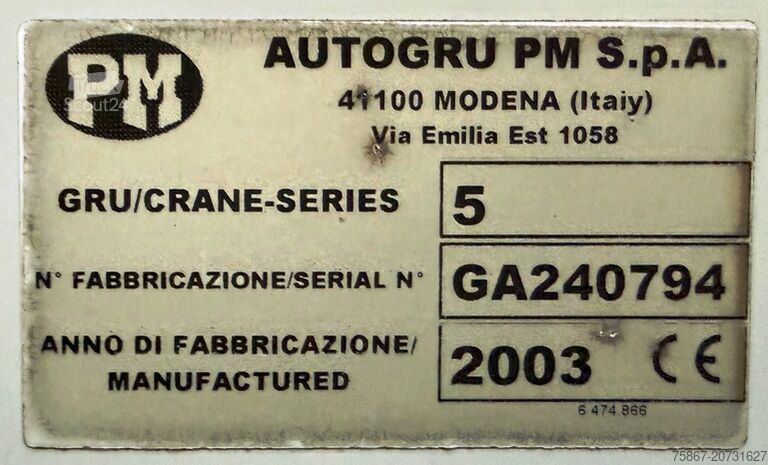 PM
Scout24
AUTOGRU PM S.p.A.
41100 MODENA (Itaiy)
Via Emilia Est 1058
GRU/CRANE-SERIES 5
N° FABBRICAZIONE/SERIAL N° GA240794
ANNO DI FABBRICAZIONE/
MANUFACTURED 2003 CE
6 474 866
75867-20731627